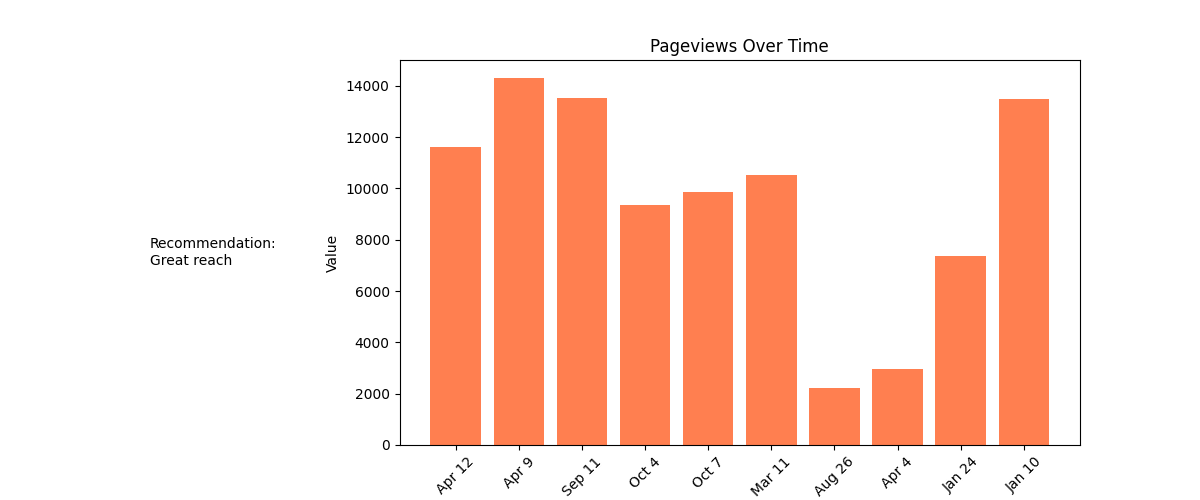 Pageviews Over Time
Recommendation:
Great reach
Value
14000
12000
10000
8000
6000
4000
2000
0
Apr 12
Apr 9
Sep 11
Oct 4
Oct 7
Mar 11
Aug 26
Apr 4
Jan 24
Jan 10